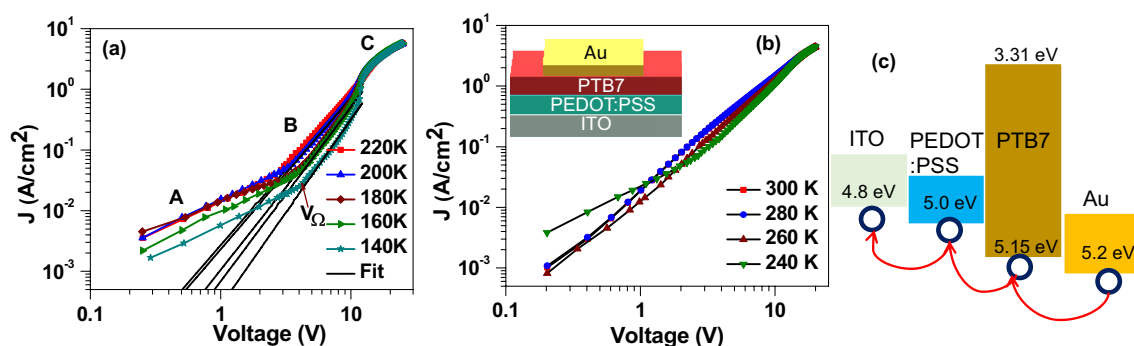 (a)
C
B
A
VΩ
220K
200K
180K
160K
140K
Fit
J (A/cm²)
10¹
10⁰
10⁻¹
10⁻²
10⁻³
0.1
1
10
Voltage (V)
(b)
Au
PTB7
PEDOT:PSS
ITO
300 K
280 K
260 K
240 K
J (A/cm²)
10¹
10⁰
10⁻¹
10⁻²
10⁻³
0.1
1
10
Voltage (V)
(c)
3.31 eV
ITO
PEDOT
:PSS
PTB7
Au
4.8 eV
5.0 eV
5.15 eV
5.2 eV